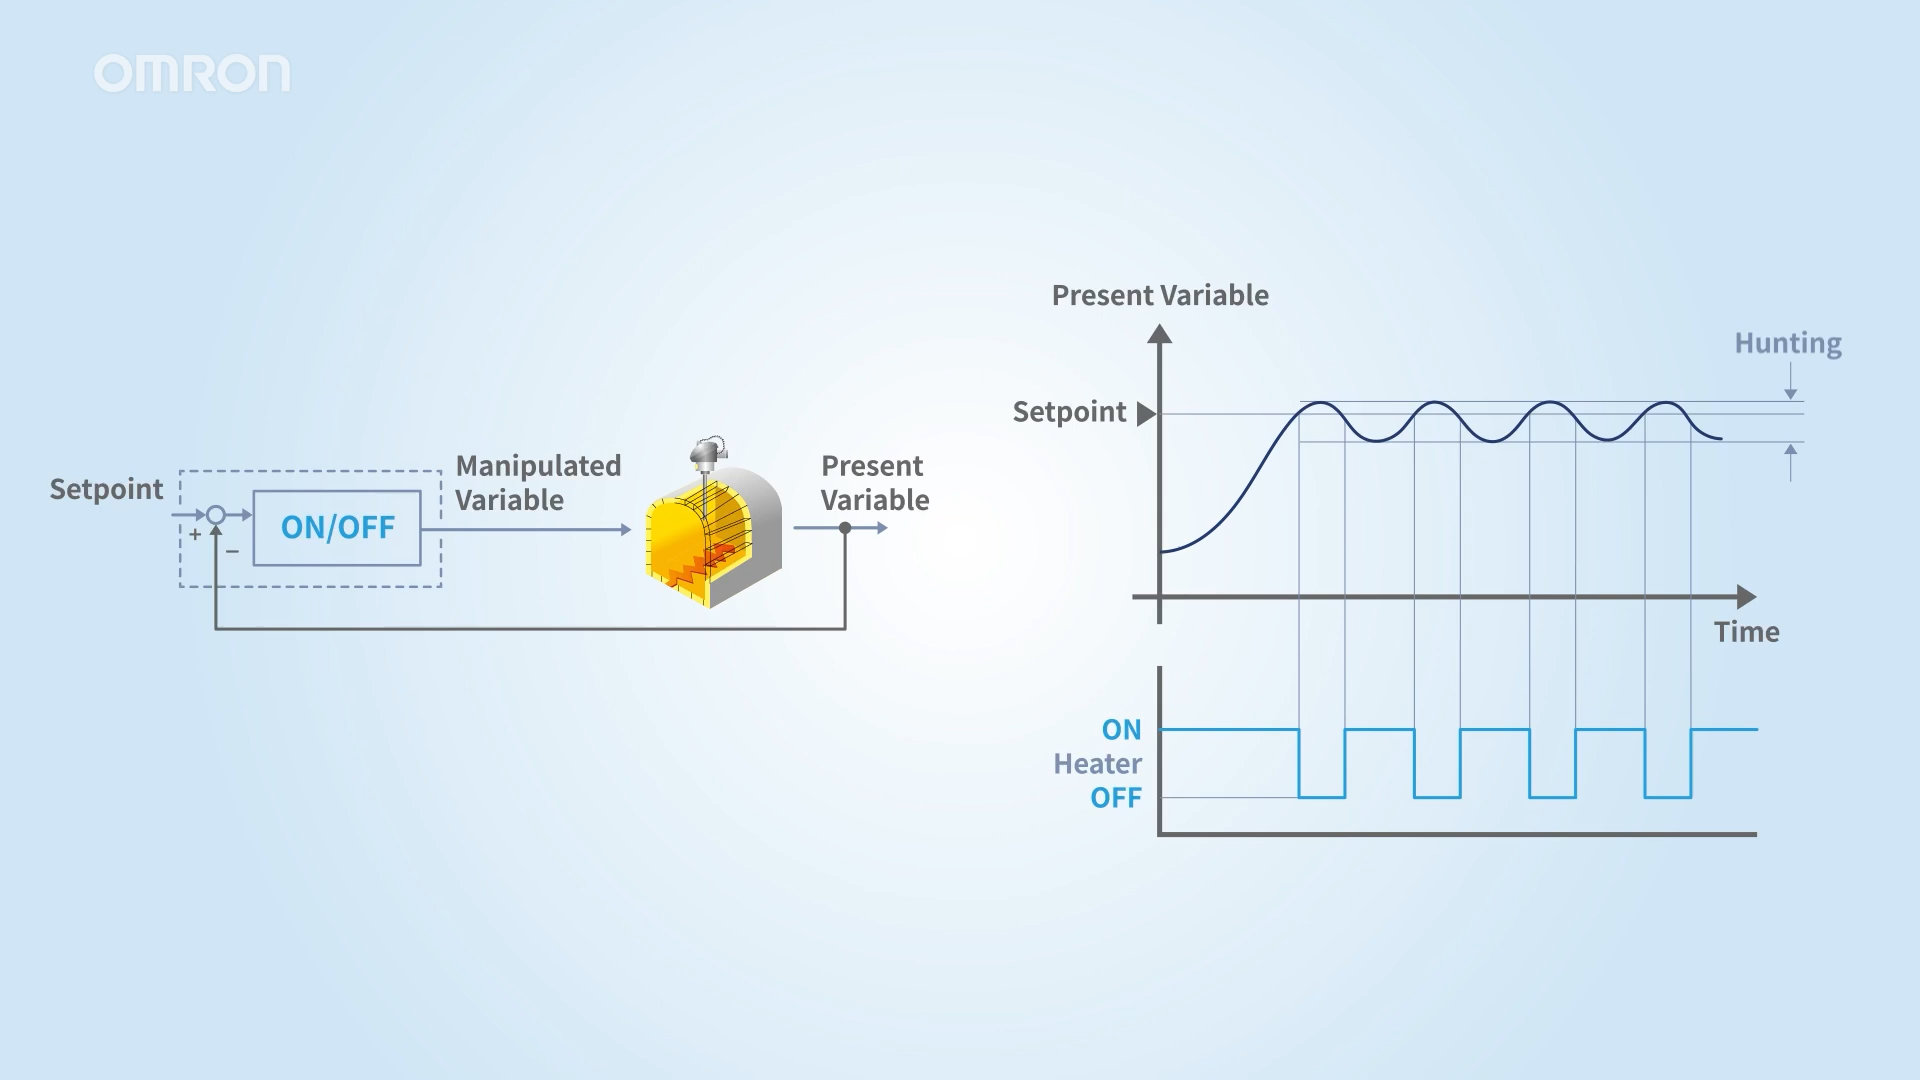 OMRON
Setpoint
+
−
ON/OFF
Manipulated
Variable
Present
Variable
Present Variable
Setpoint
Hunting
Time
ON
Heater
OFF